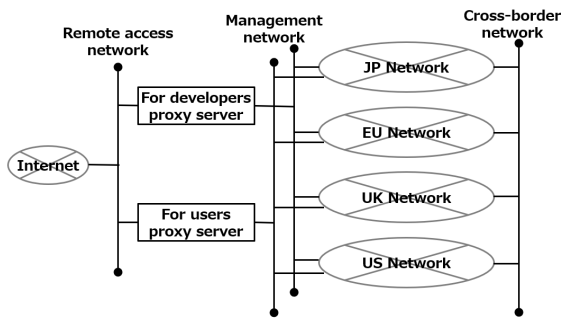 Remote access
network
Management
network
Cross-border
network
JP Network
For developers
proxy server
EU Network
Internet
UK Network
For users
proxy server
US Network